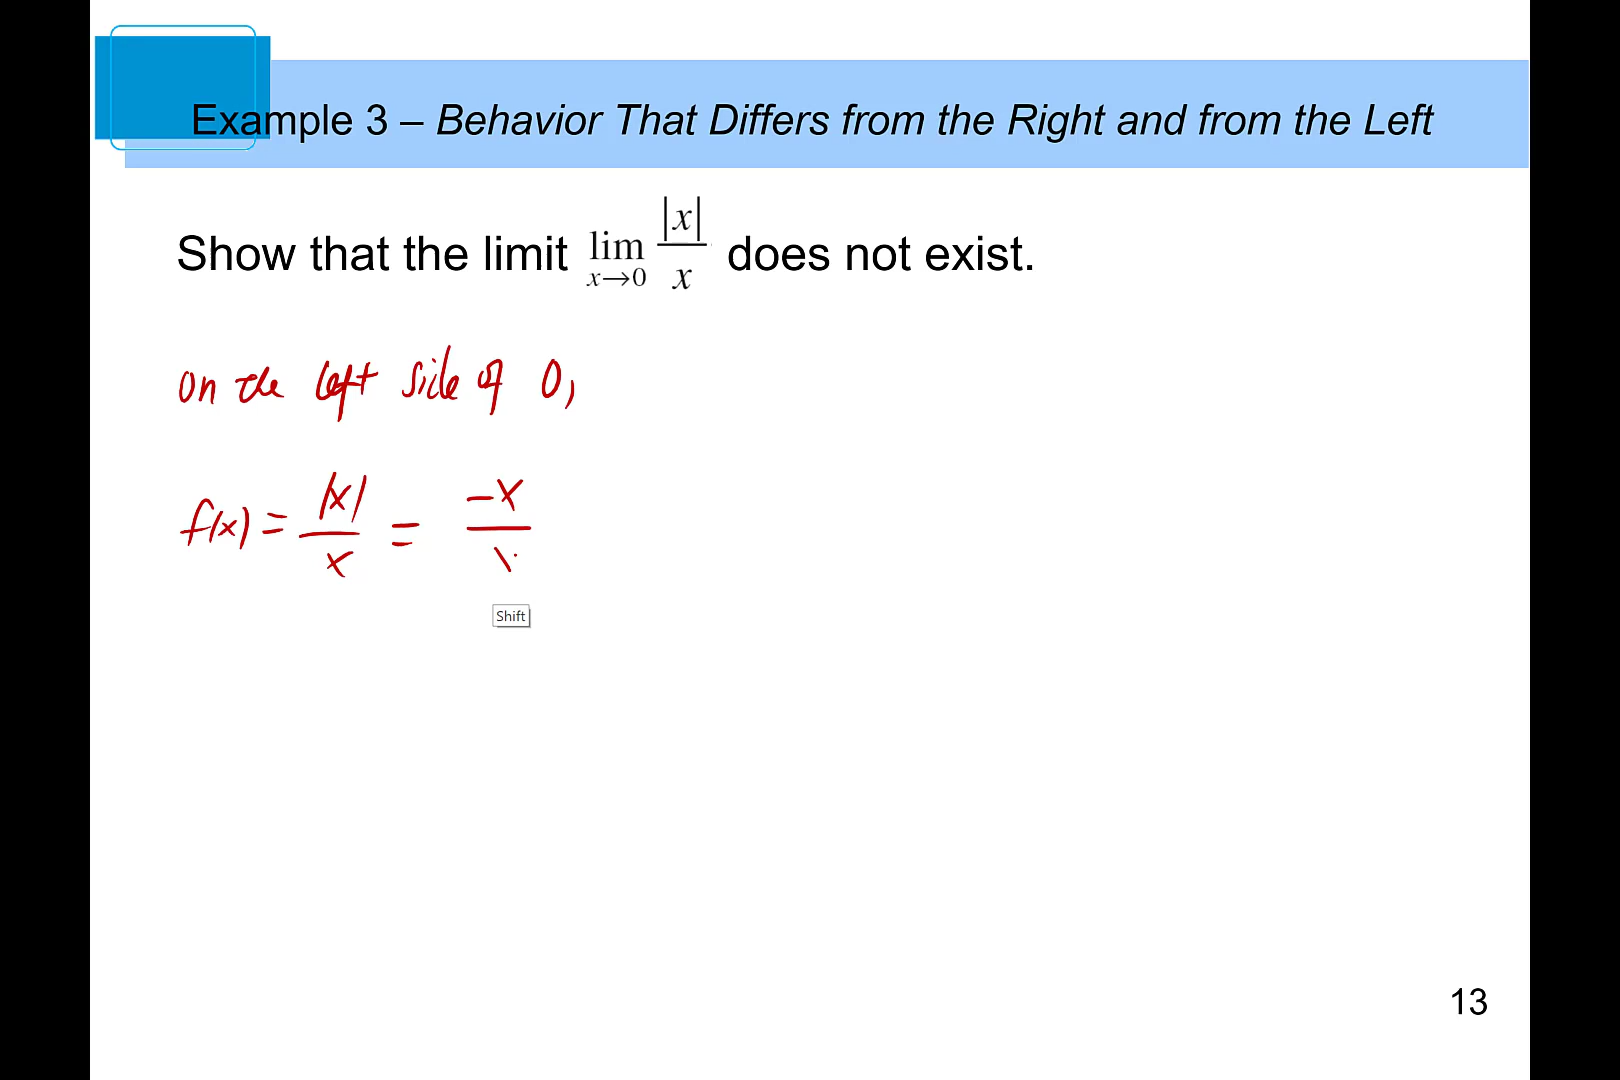 Example 3 – Behavior That Differs from the Right and from the Left
Show that the limit lim x→0 |x|/x does not exist.
on the left side of 0,
f(x) = |x|/x = -x/x
Shift
13